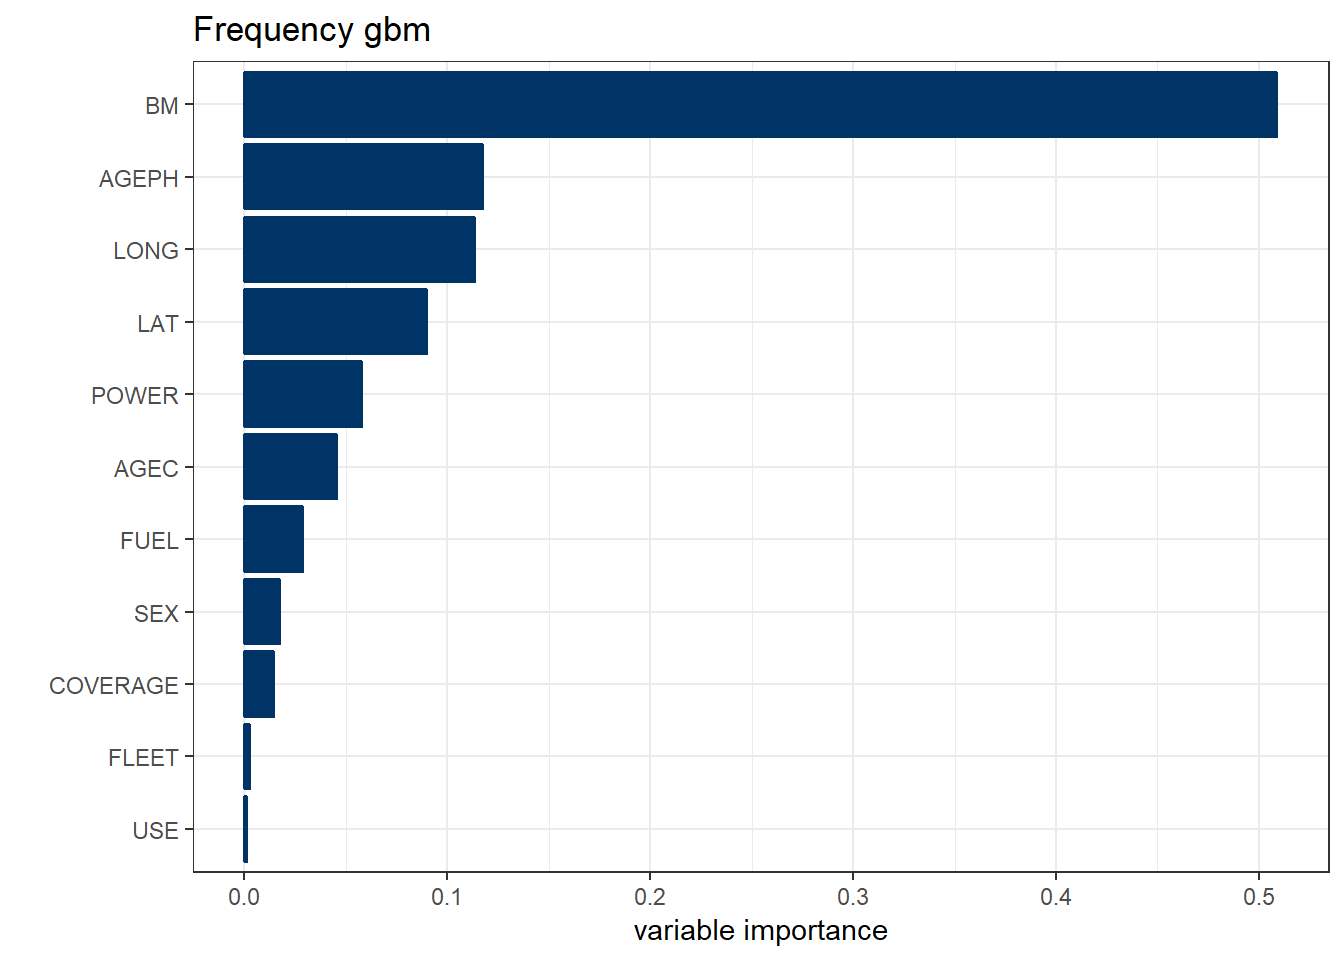 Frequency gbm
BM
AGEPH
LONG
LAT
POWER
AGEC
FUEL
SEX
COVERAGE
FLEET
USE
0.0 0.1 0.2 0.3 0.4 0.5
variable importance